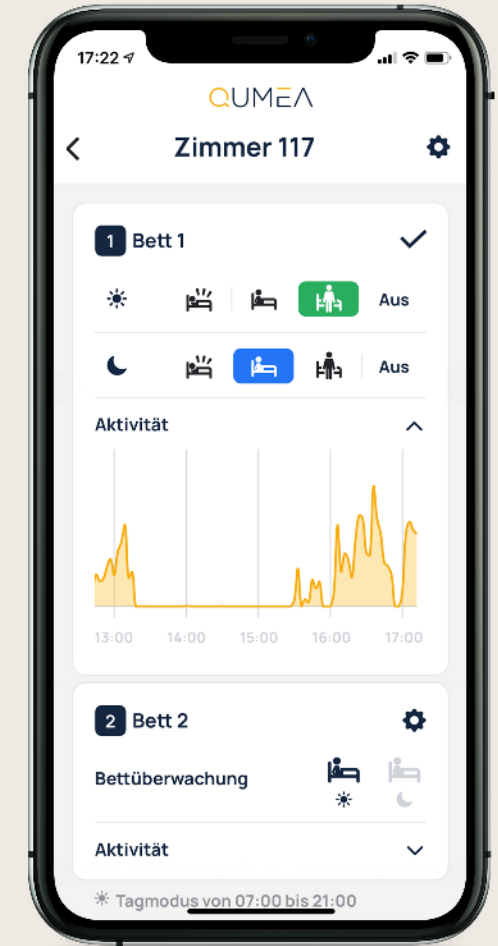 17:22
QUMEA
Zimmer 117
1 Bett 1
Aus
Aus
Aktivität
13:00 14:00 15:00 16:00 17:00
2 Bett 2
Bettüberwachung
Aktivität
Tagmodus von 07:00 bis 21:00